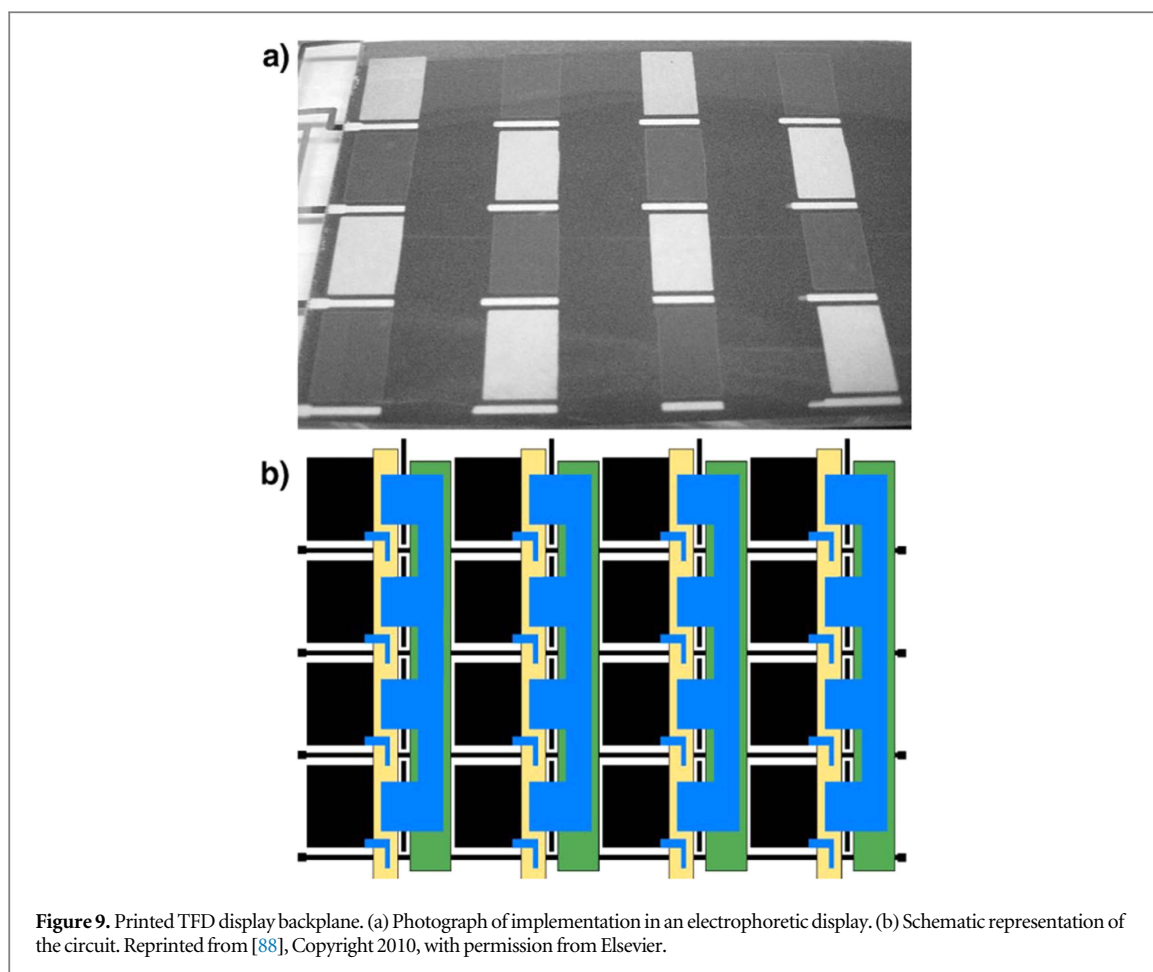 a)
b)
Figure 9. Printed TFD display backplane. (a) Photograph of implementation in an electrophoretic display. (b) Schematic representation of
the circuit. Reprinted from [88], Copyright 2010, with permission from Elsevier.